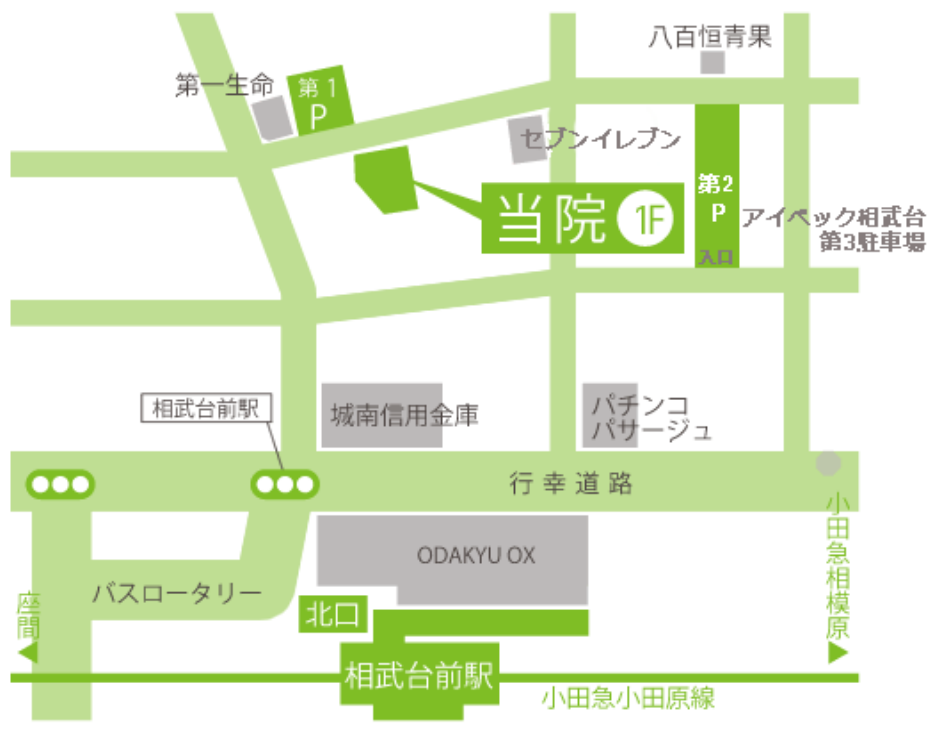 八百恒青果
第一生命
第1
P
セブンイレブン
第2
P
入口
当院 1F
アイペック相武台
第3駐車場
相武台前駅
城南信用金庫
パチンコ
パサージュ
行幸道路
小田急相模原
ODAKYU OX
バスロータリー
座間
北口
相武台前駅
小田急小田原線